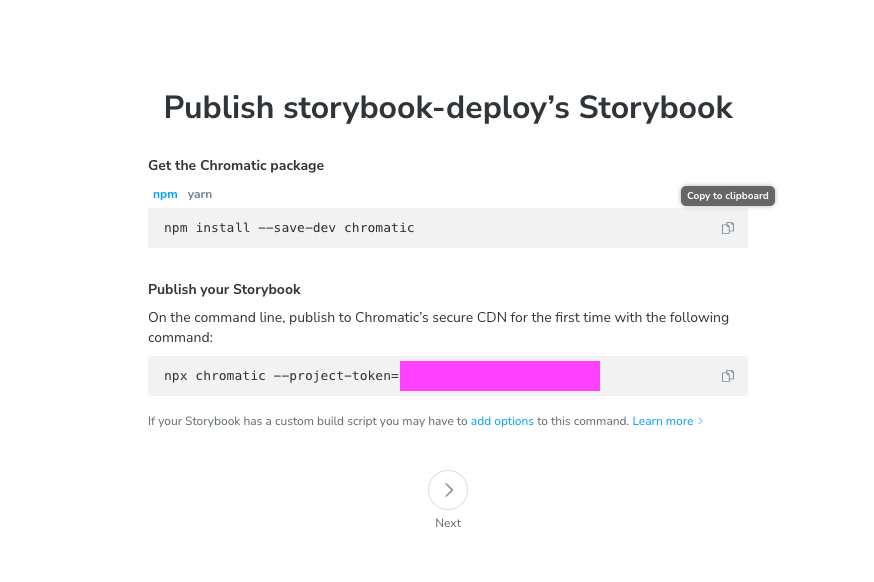 Publish storybook-deploy’s Storybook
Get the Chromatic package
npm yarn
Copy to clipboard
npm install --save-dev chromatic
Publish your Storybook
On the command line, publish to Chromatic’s secure CDN for the first time with the following
command:
npx chromatic --project-token=
If your Storybook has a custom build script you may have to add options to this command. Learn more
Next